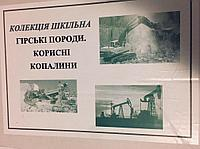 КОЛЕКЦІЯ ШКІЛЬНА
ГІРСЬКІ ПОРОДИ.
КОРИСНІ
КОПАЛИНИ